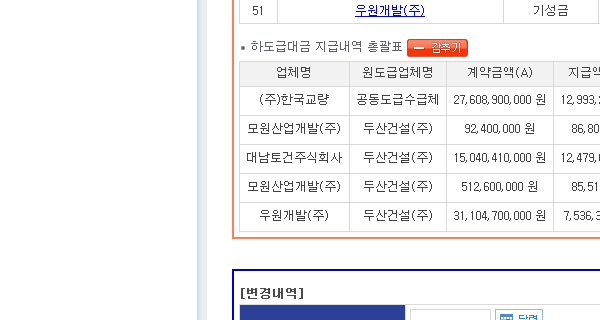 51 우원개발(주) 기성금
하도급대금 지급내역 총괄표 감추기
업체명 원도급업체명 계약금액(A) 지급
(주)한국교량 공동도급수급체 27,608,900,000 원 12,993,
모원산업개발(주) 두산건설(주) 92,400,000 원 86,80
대남토건주식회사 두산건설(주) 15,040,410,000 원 12,479,
모원산업개발(주) 두산건설(주) 512,600,000 원 85,51
우원개발(주) 두산건설(주) 31,104,700,000 원 7,536,3
[변경내역]
달력